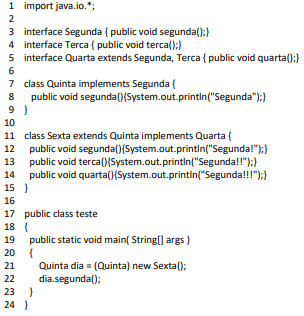 1 import java.io.*;
2
3 interface Segunda { public void segunda();}
4 interface Terca { public void terca();}
5 interface Quarta extends Segunda, Terca { public void quarta();}
6
7 class Quinta implements Segunda {
8 public void segunda(){System.out.println("Segunda");}
9 }
10
11 class Sexta extends Quinta implements Quarta {
12 public void segunda(){System.out.println("Segunda!");}
13 public void terca(){System.out.println("Segunda!!");}
14 public void quarta(){System.out.println("Segunda!!!");}
15 }
16
17 public class teste
18 {
19 public static void main( String[] args )
20 {
21 Quinta dia = (Quinta) new Sexta();
22 dia.segunda();
23 }
24 }